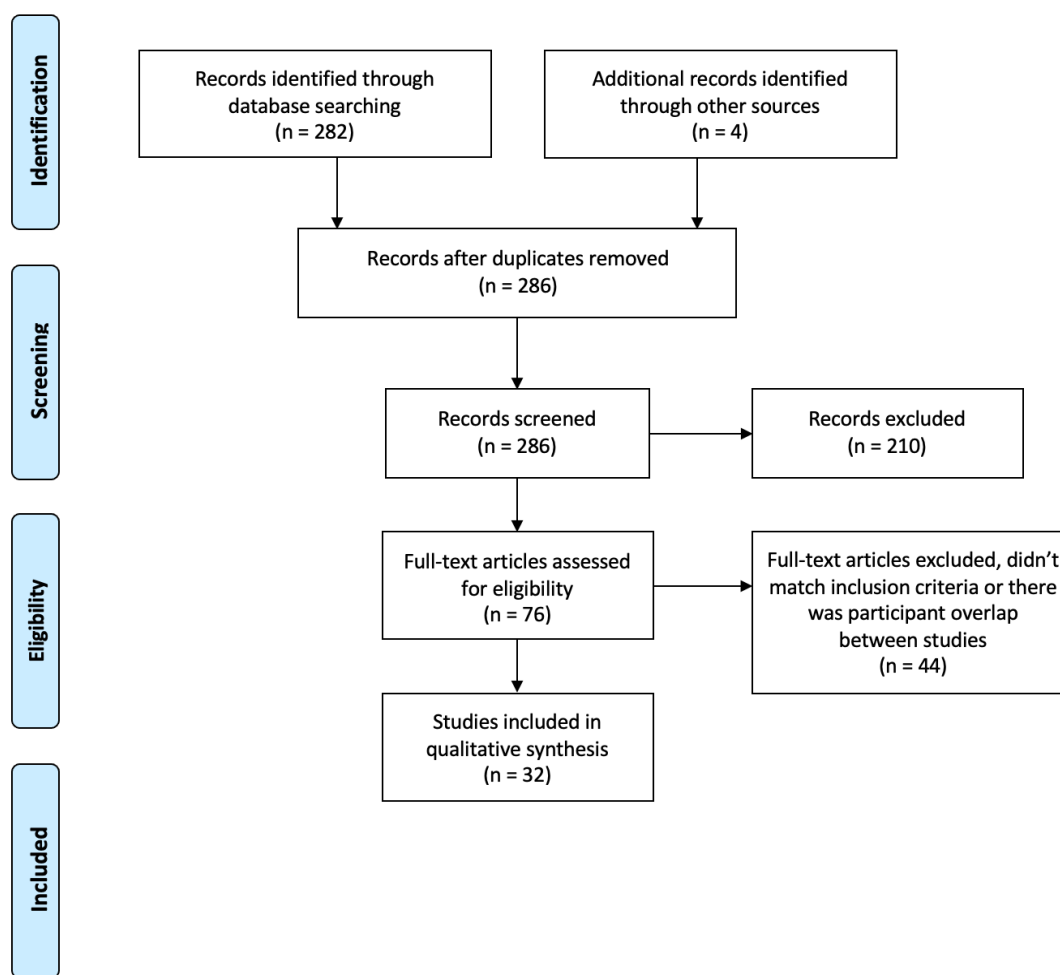 Identification
Records identified through
database searching
(n = 282)
Additional records identified
through other sources
(n = 4)
Records after duplicates removed
(n = 286)
Screening
Records screened
(n = 286)
Records excluded
(n = 210)
Eligibility
Full-text articles assessed
for eligibility
(n = 76)
Full-text articles excluded, didn't
match inclusion criteria or there
was participant overlap
between studies
(n = 44)
Studies included in
qualitative synthesis
(n = 32)
Included